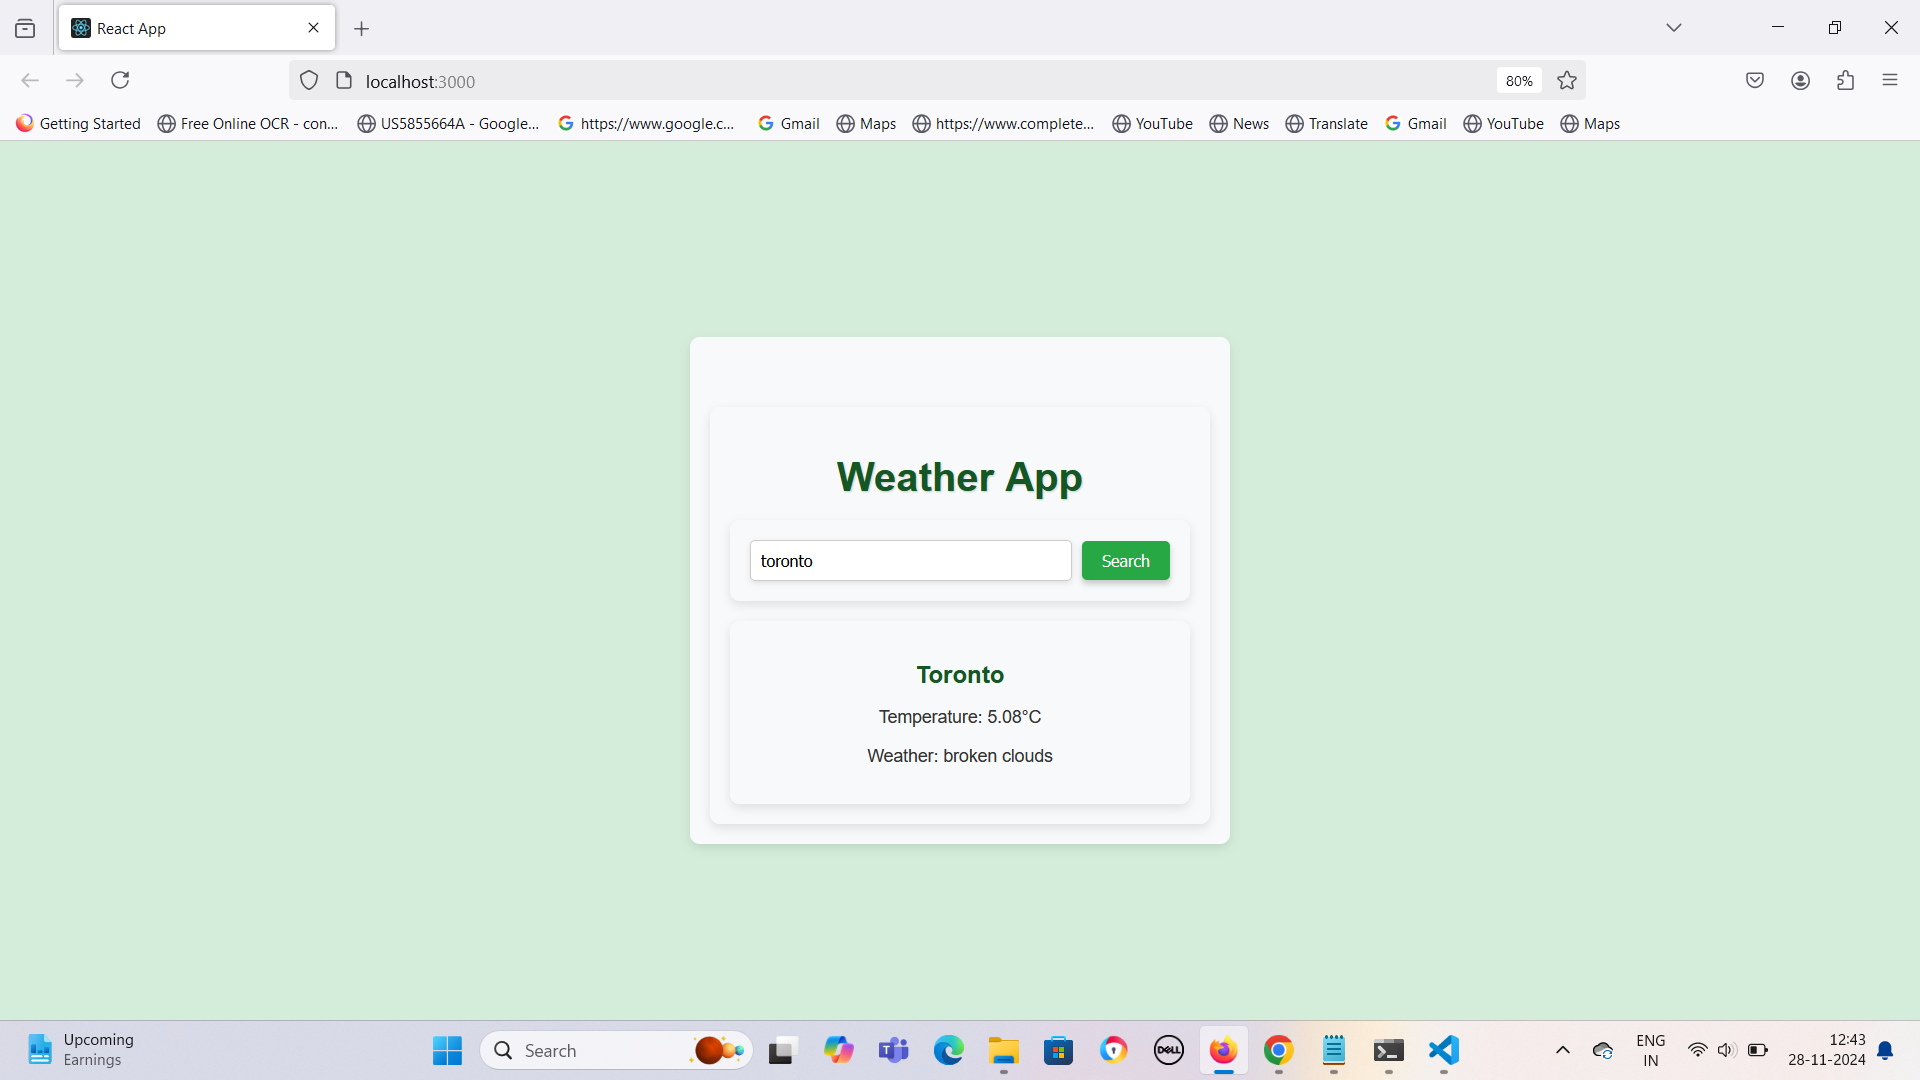 React App
localhost:3000
80%
Getting Started
Free Online OCR - con...
US5855664A - Google...
https://www.google.c...
Gmail
Maps
https://www.complete...
YouTube
News
Translate
Gmail
YouTube
Maps
Weather App
toronto
Search
Toronto
Temperature: 5.08°C
Weather: broken clouds
Upcoming
Earnings
Search
DELL
ENG
IN
12:43
28-11-2024